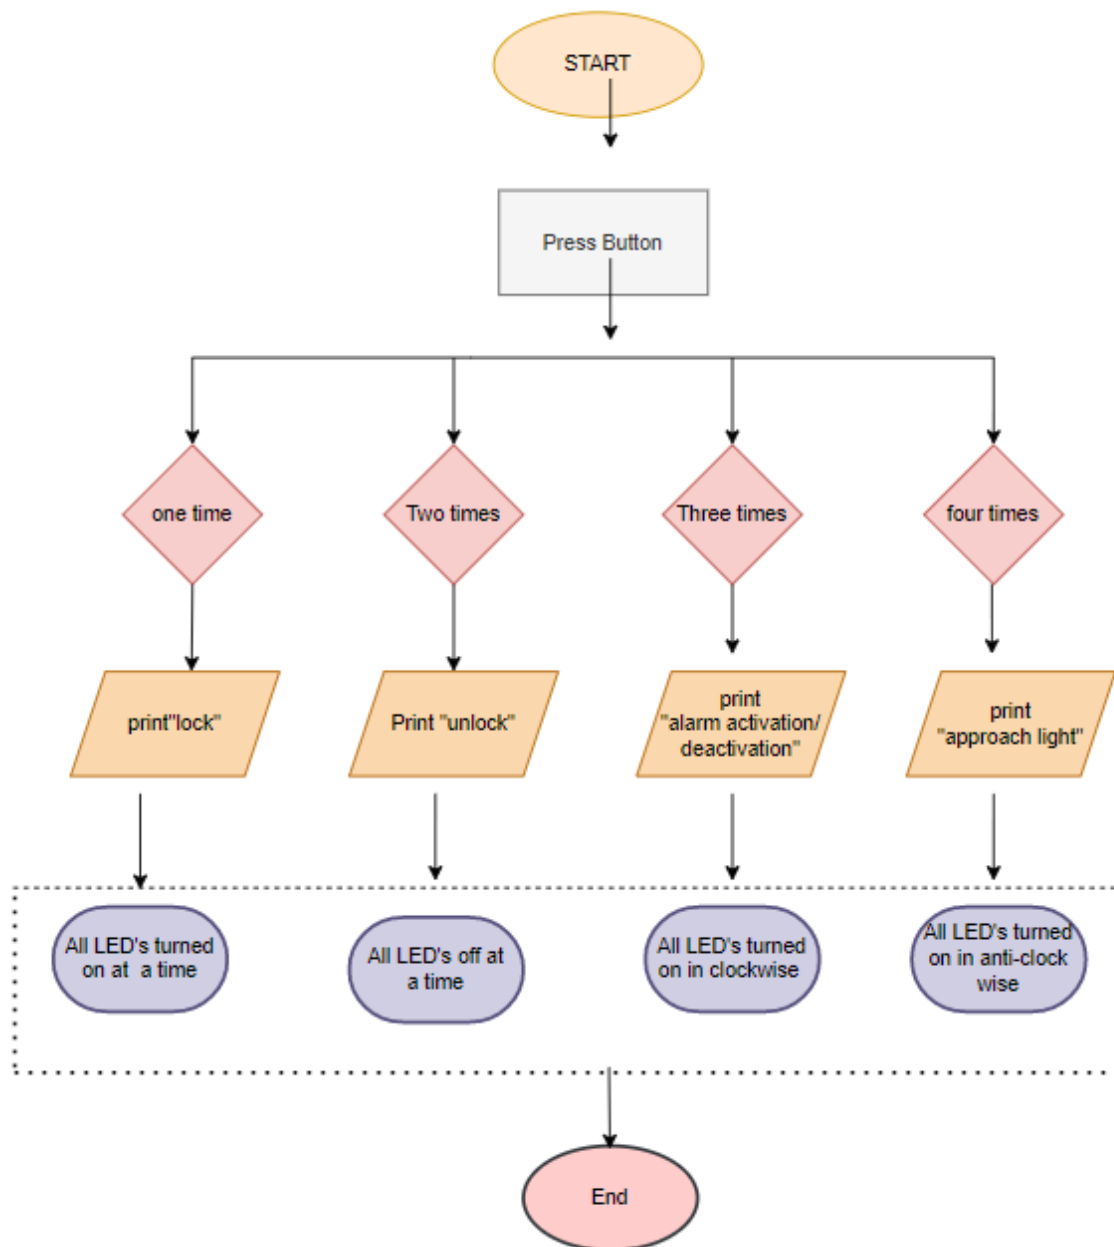 START
Press Button
one time
Two times
Three times
four times
print"lock"
Print "unlock"
print
"alarm activation/
deactivation"
print
"approach light"
All LED's turned
on at a time
All LED's off at
a time
All LED's turned
on in clockwise
All LED's turned
on in anti-clock
wise
End